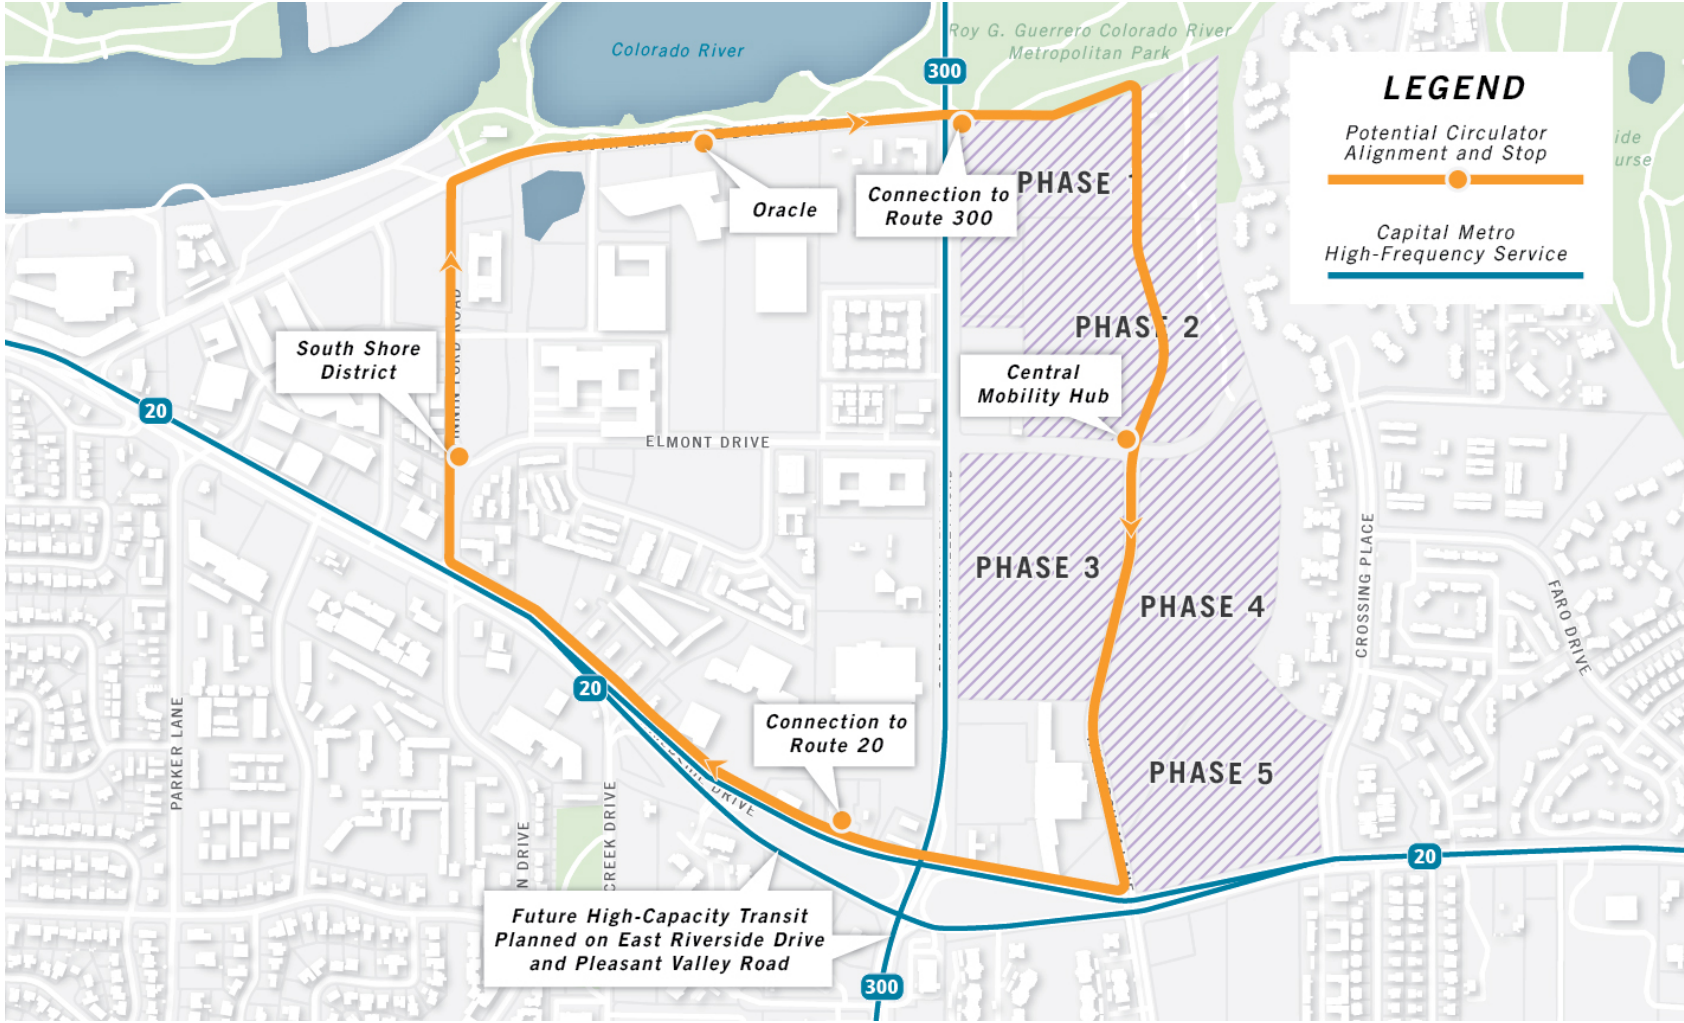 Colorado River
Roy G. Guerrero Colorado River
Metropolitan Park
300
LEGEND
Potential Circulator
Alignment and Stop
Capital Metro
High-Frequency Service
ide
urse
PHASE 1
Oracle
Connection to
Route 300
PHASE 2
South Shore
District
Central
Mobility Hub
20
ELMONT DRIVE
PHASE 3
PHASE 4
CROSSING PLACE
FARO DRIVE
20
PARKER LANE
Connection to
Route 20
DRIVE
PHASE 5
N DRIVE
CREEK DRIVE
20
Future High-Capacity Transit
Planned on East Riverside Drive
and Pleasant Valley Road
300